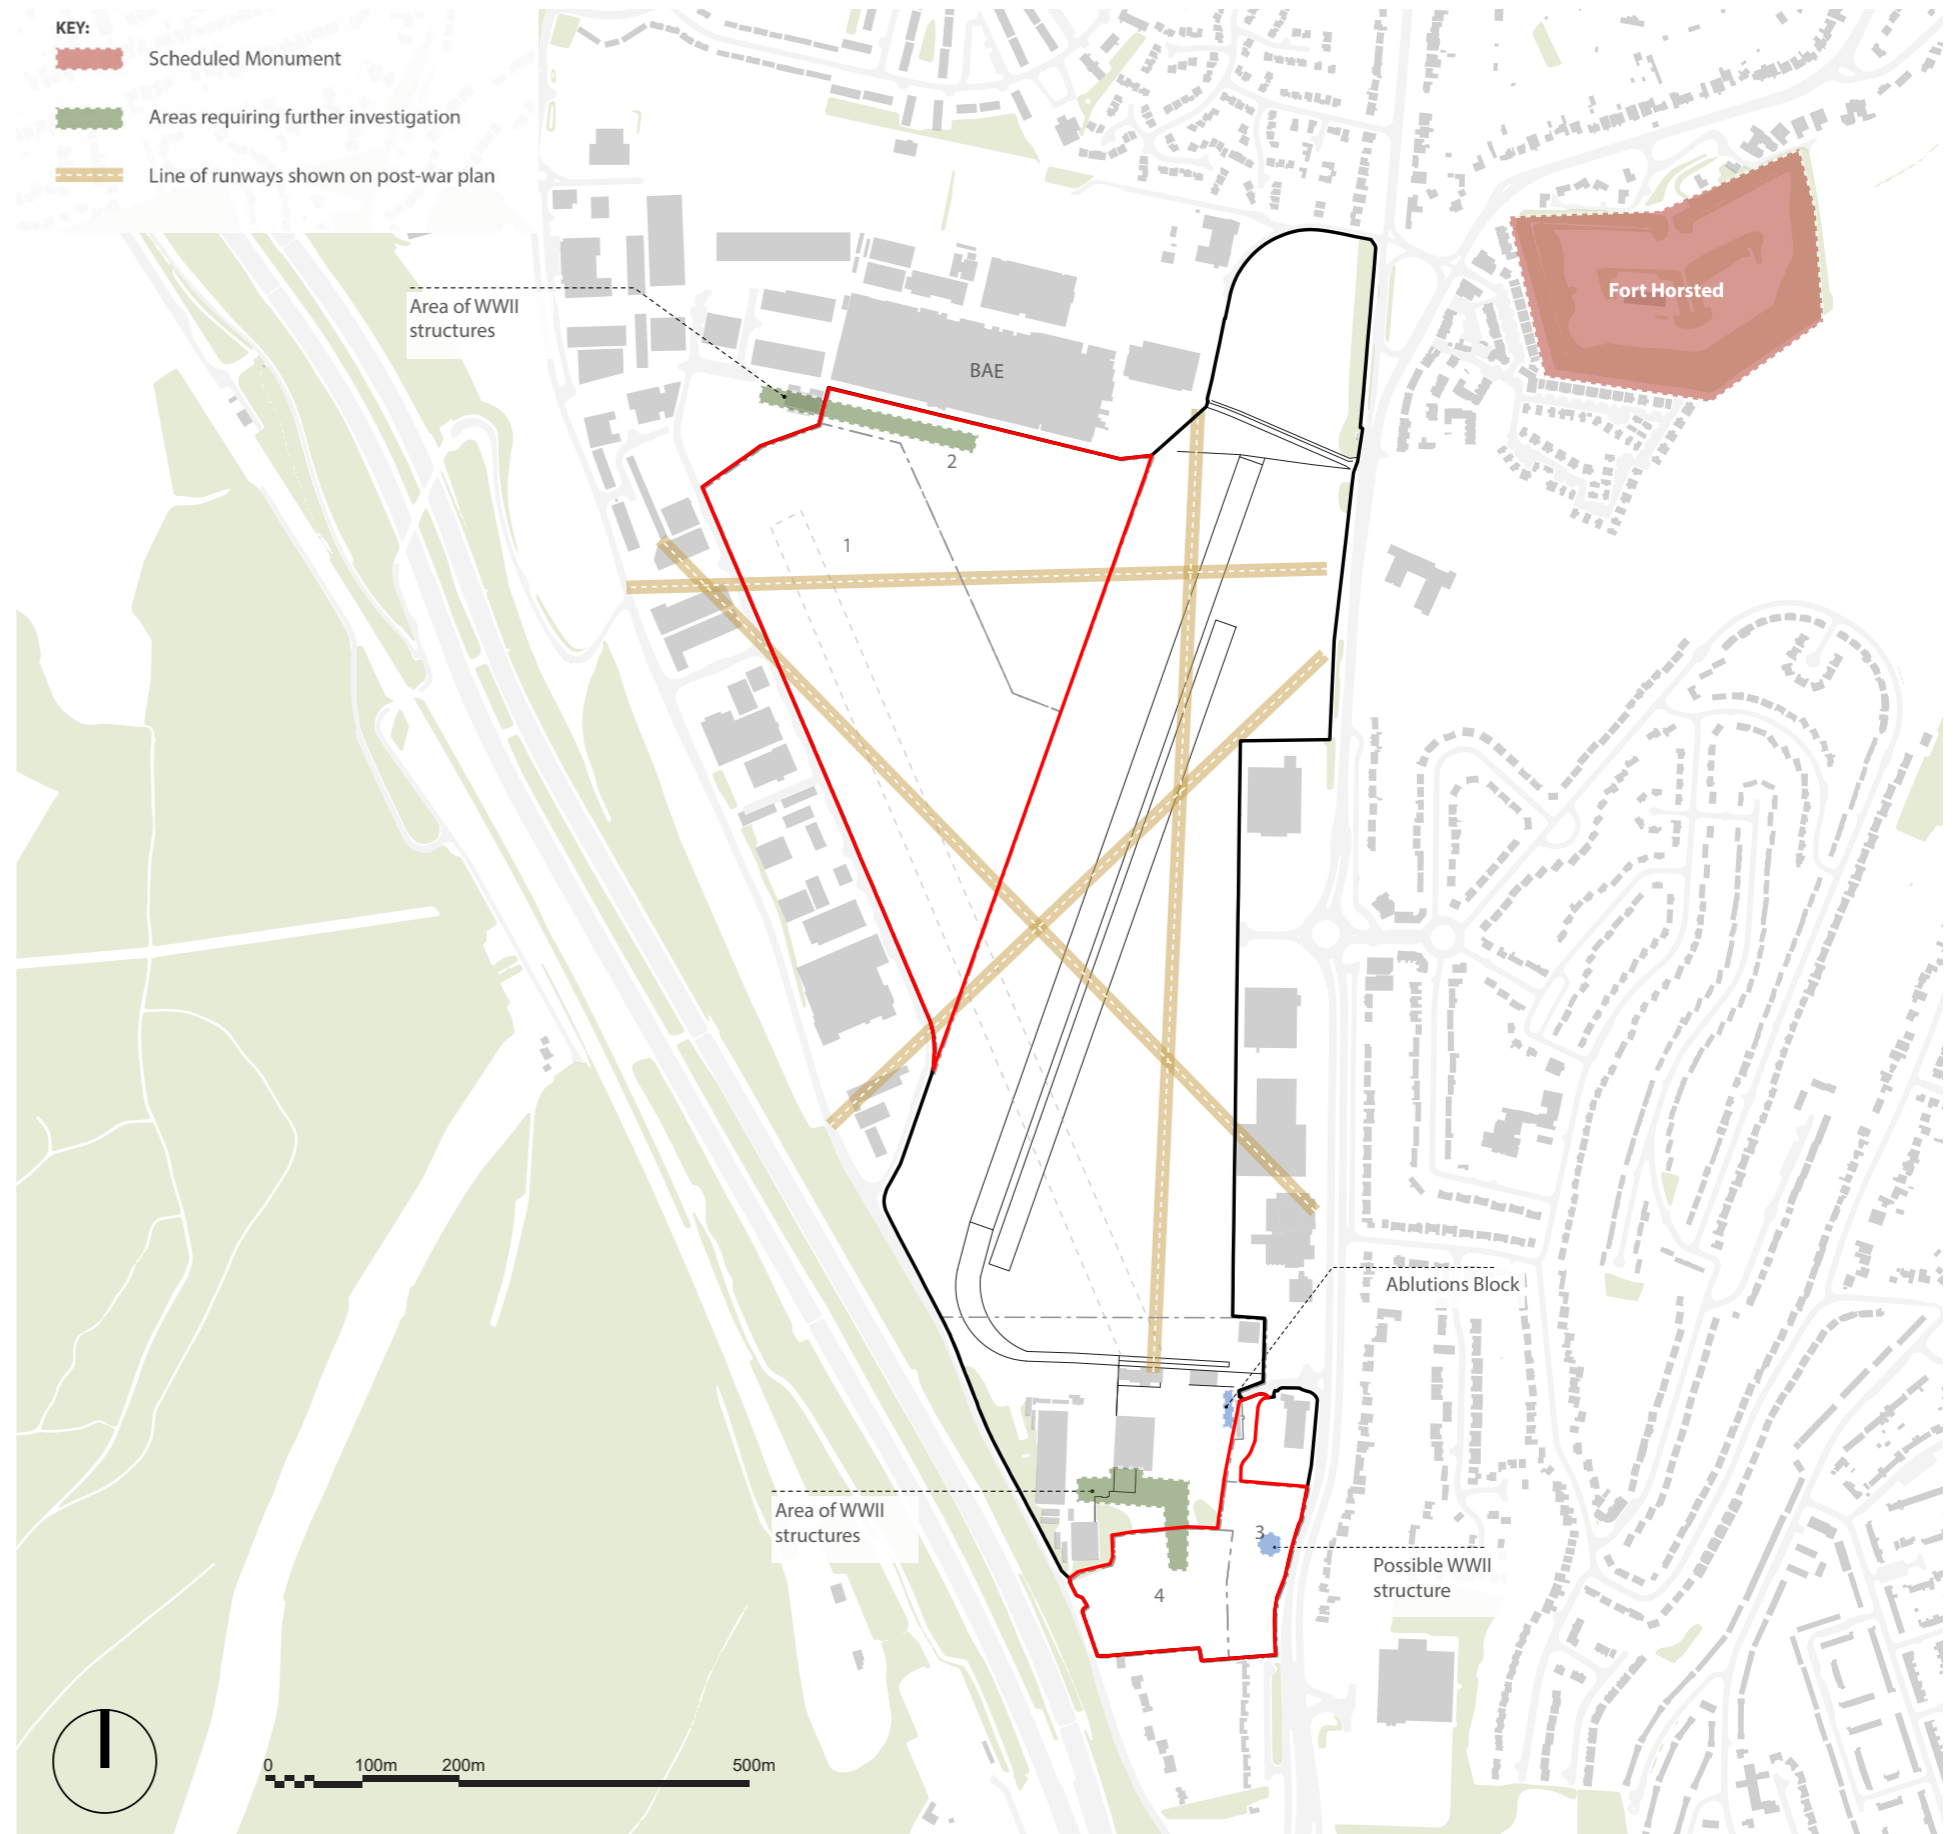 KEY:
Scheduled Monument
Areas requiring further investigation
Line of runways shown on post-war plan
Area of WWII
structures
Fort Horsted
BAE
2
1
Ablutions Block
Area of WWII
structures
3
Possible WWII
structure
4
0 100m 200m 500m